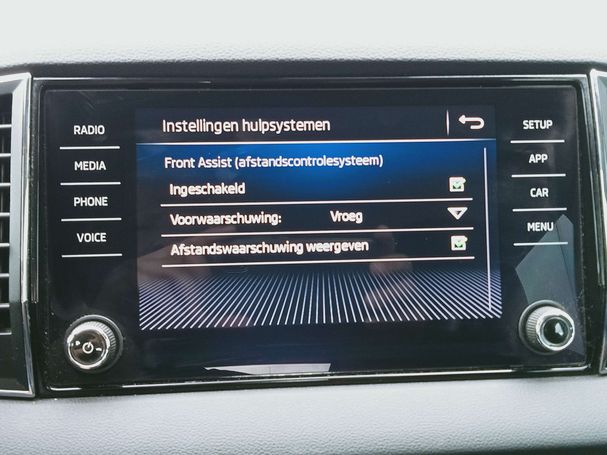 RADIO
MEDIA
PHONE
VOICE
Instellingen hulpsystemen
Front Assist (afstandscontrolesysteem)
Ingeschakeld
Voorwaarschuwing: Vroeg
Afstandswaarschuwing weergeven
SETUP
APP
CAR
MENU